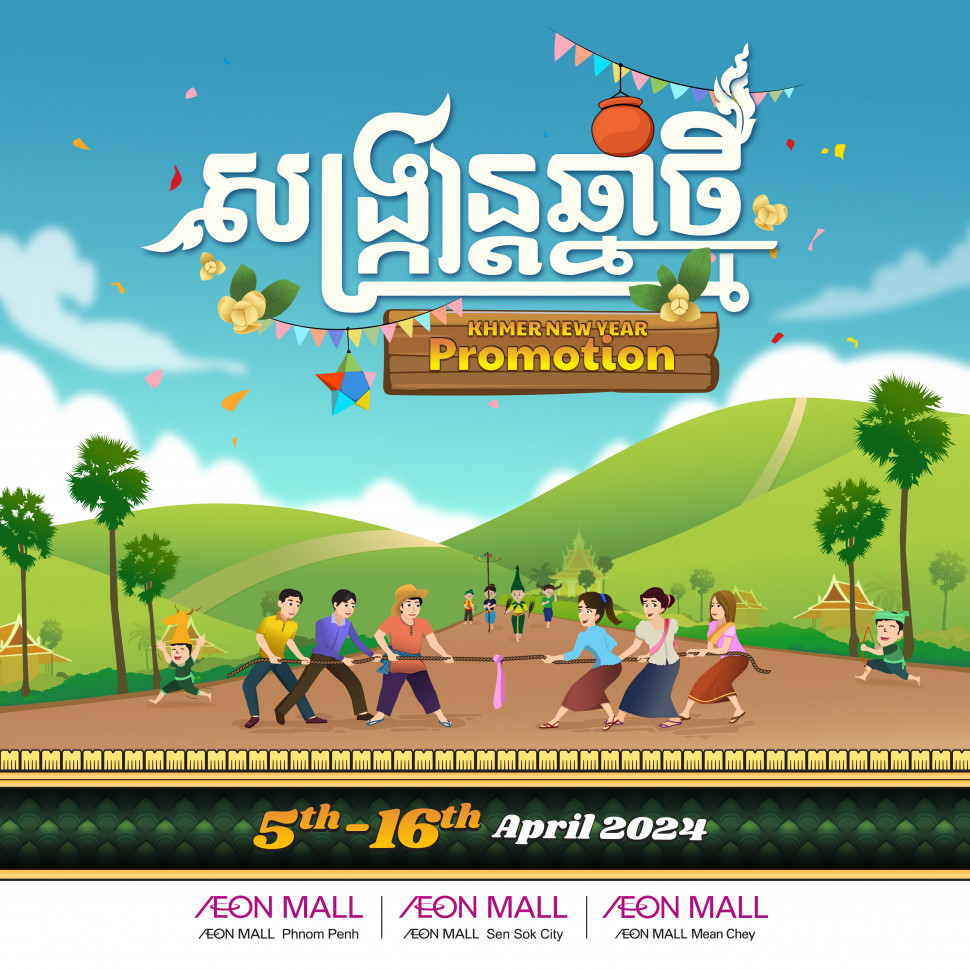 សង្ក្រាន្តឆ្នាំថ្មី
KHMER NEW YEAR
Promotion
5th - 16th April 2024
ÆON MALL
ÆON MALL Phnom Penh
ÆON MALL
ÆON MALL Sen Sok City
ÆON MALL
ÆON MALL Mean Chey